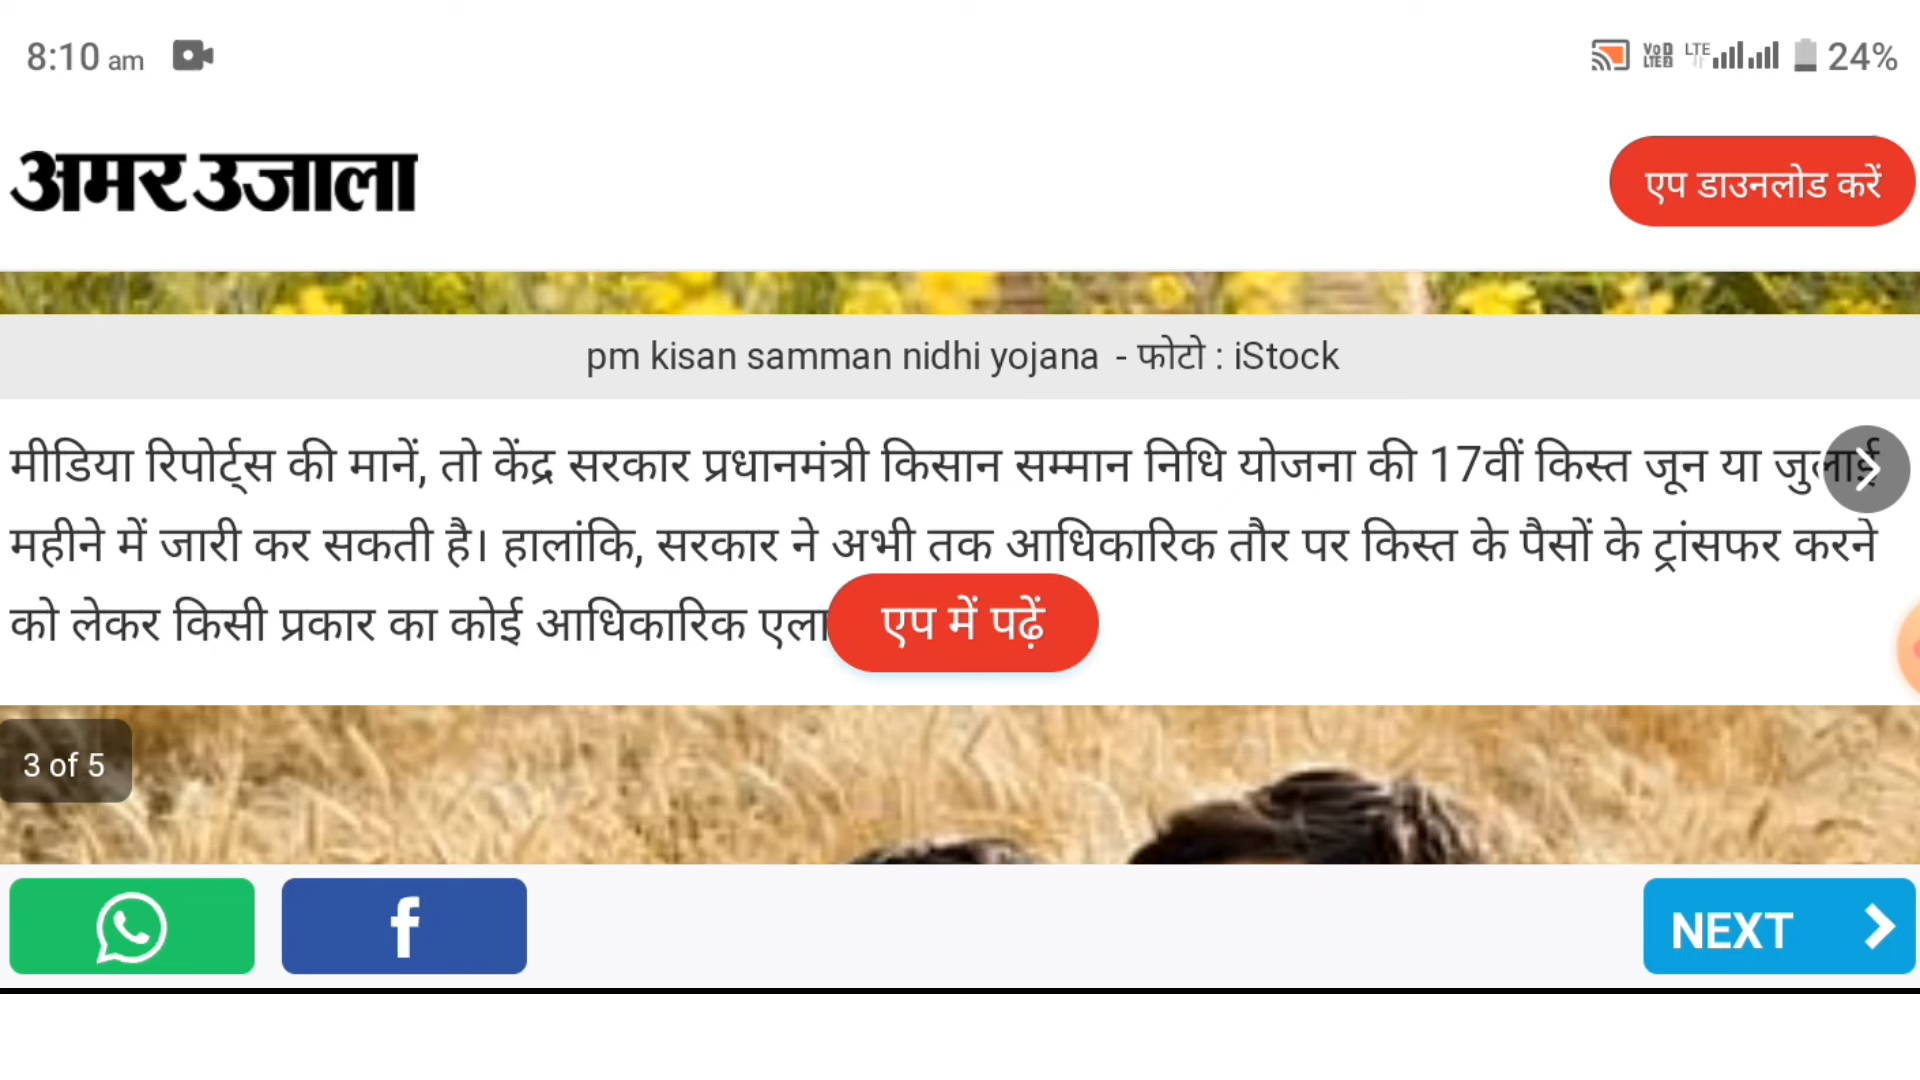 8:10 am
24%
अमर उजाला
एप डाउनलोड करें
pm kisan samman nidhi yojana - फोटो : iStock
मीडिया रिपोर्ट्स की मानें, तो केंद्र सरकार प्रधानमंत्री किसान सम्मान निधि योजना की 17वीं किस्त जून या जुलाई
महीने में जारी कर सकती है। हालांकि, सरकार ने अभी तक आधिकारिक तौर पर किस्त के पैसों के ट्रांसफर करने
को लेकर किसी प्रकार का कोई आधिकारिक
एप में पढ़ें
3 of 5
NEXT